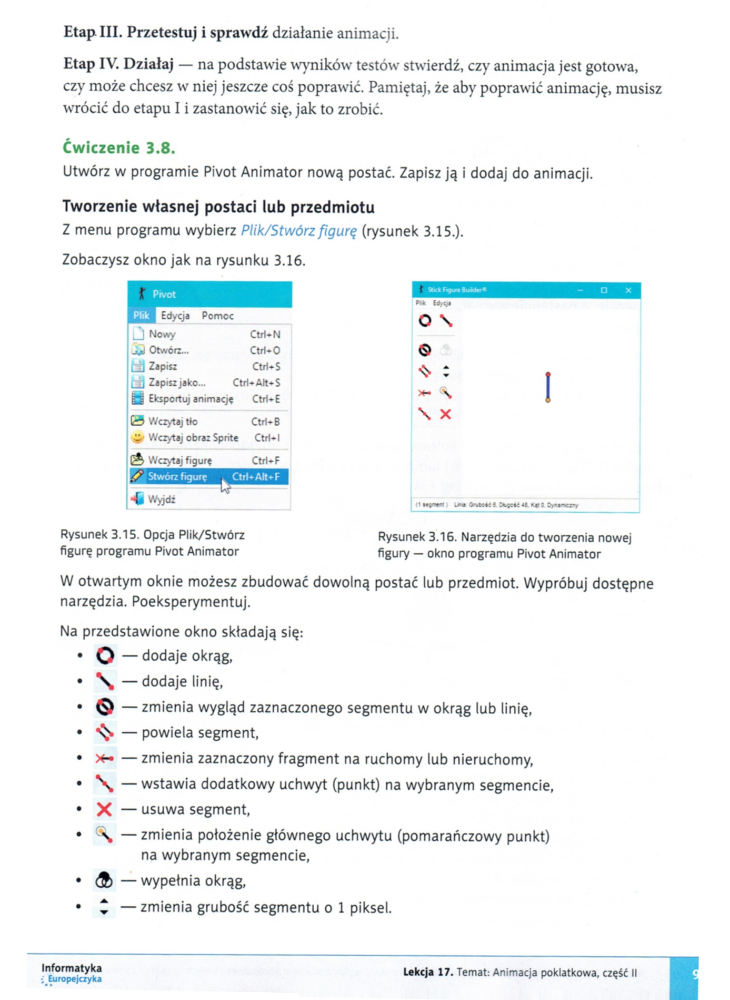 Etap III. Przetestuj i sprawdź działanie animacji.
Etap IV. Działaj — na podstawie wyników testów stwierdź, czy animacja jest gotowa,
czy może chcesz w niej jeszcze coś poprawić. Pamiętaj, że aby poprawić animację, musisz
wrócić do etapu I i zastanowić się, jak to zrobić.
Ćwiczenie 3.8.
Utwórz w programie Pivot Animator nową postać. Zapisz ją i dodaj do animacji.
Tworzenie własnej postaci lub przedmiotu
Z menu programu wybierz Plik/Stwórz figurę (rysunek 3.15.).
Zobaczysz okno jak na rysunku 3.16.
Pivot
Plik Edycja Pomoc
Nowy Ctrl+N
Otwórz... Ctrl+O
Zapisz Ctrl+S
Zapisz jako... Ctrl+Alt+S
Eksportuj animację Ctrl+E
Wczytaj tło Ctrl+B
Wczytaj obraz Sprite Ctrl+I
Wczytaj figurę Ctrl+F
Stwórz figurę Ctrl+Alt+F
Wyjdź
Stick Figure Builder®
Plik Edycja
(1 segment) Linia: Grubość 6, Długość 48, Kąt 0, Dynamiczny
Rysunek 3.15. Opcja Plik/Stwórz
figurę programu Pivot Animator
Rysunek 3.16. Narzędzia do tworzenia nowej
figury — okno programu Pivot Animator
W otwartym oknie możesz zbudować dowolną postać lub przedmiot. Wypróbuj dostępne
narzędzia. Poeksperymentuj.
Na przedstawione okno składają się:
• — dodaje okrąg,
• — dodaje linię,
• — zmienia wygląd zaznaczonego segmentu w okrąg lub linię,
• — powiela segment,
• — zmienia zaznaczony fragment na ruchomy lub nieruchomy,
• — wstawia dodatkowy uchwyt (punkt) na wybranym segmencie,
• — usuwa segment,
• — zmienia położenie głównego uchwytu (pomarańczowy punkt)
na wybranym segmencie,
• — wypełnia okrąg,
• — zmienia grubość segmentu o 1 piksel.
Informatyka
Europejczyka
Lekcja 17. Temat: Animacja poklatkowa, część II